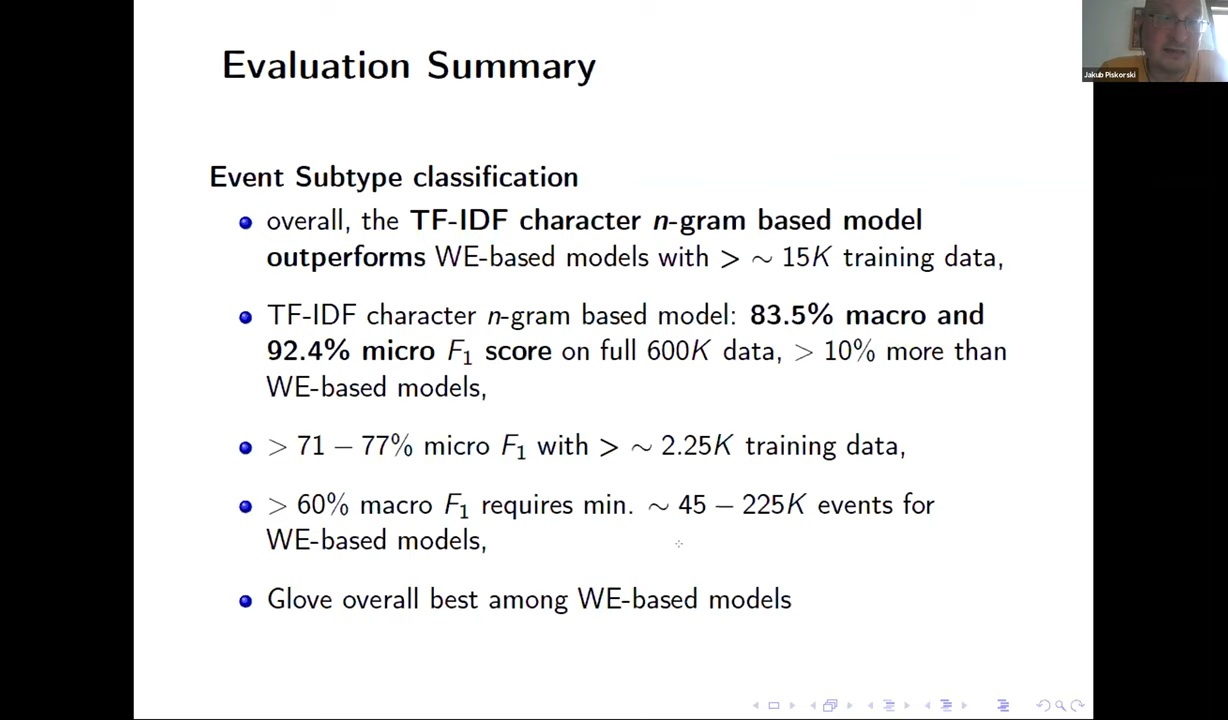 Evaluation Summary
Jakub Piskorski
Event Subtype classification
overall, the TF-IDF character n-gram based model
outperforms WE-based models with > ∼ 15K training data,
TF-IDF character n-gram based model: 83.5% macro and
92.4% micro F1 score on full 600K data, > 10% more than
WE-based models,
> 71 − 77% micro F1 with > ∼ 2.25K training data,
> 60% macro F1 requires min. ∼ 45 − 225K events for
WE-based models,
Glove overall best among WE-based models